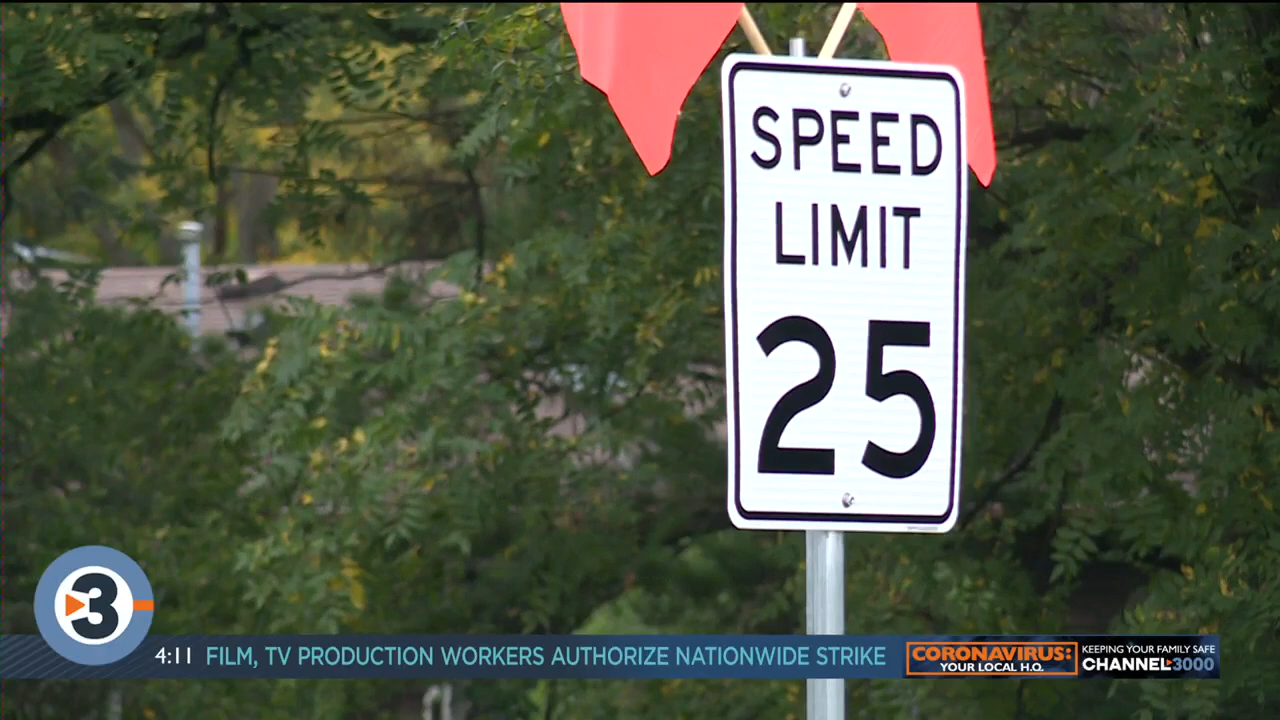 SPEED
LIMIT
25
3
4:11 FILM, TV PRODUCTION WORKERS AUTHORIZE NATIONWIDE STRIKE
CORONAVIRUS:
YOUR LOCAL H.Q.
KEEPING YOUR FAMILY SAFE
CHANNEL3000